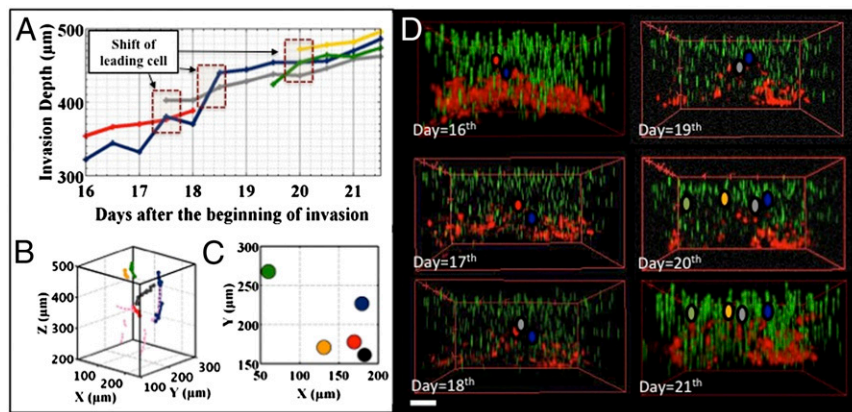 A
Shift of
leading cell
Invasion Depth (µm)
500
400
300
16 17 18 19 20 21
Days after the beginning of invasion
B
Z (µm)
500
400
300
200
100
200
X (µm)
100
200
300
Y (µm)
C
Y (µm)
300
250
200
150
50 100 150 200
X (µm)
D
Day=16th
Day=19th
Day=17th
Day=20th
Day=18th
Day=21th